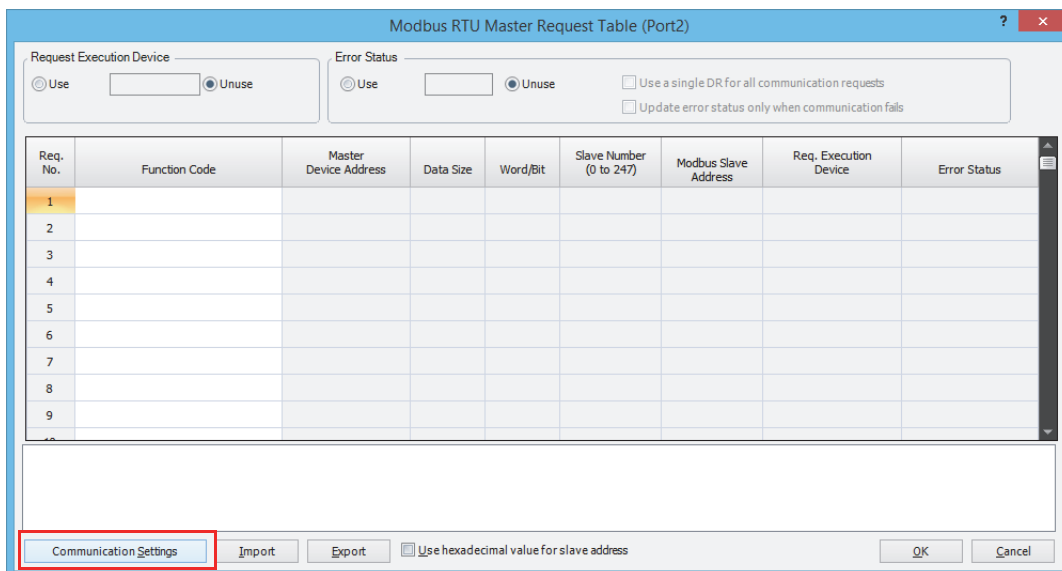 Modbus RTU Master Request Table (Port2)
? ×
Request Execution Device
Use
Unuse
Error Status
Use
Unuse
Use a single DR for all communication requests
Update error status only when communication fails
Req. No.
Function Code
Master Device Address
Data Size
Word/Bit
Slave Number (0 to 247)
Modbus Slave Address
Req. Execution Device
Error Status
1
2
3
4
5
6
7
8
9
Communication Settings
Import
Export
Use hexadecimal value for slave address
OK
Cancel